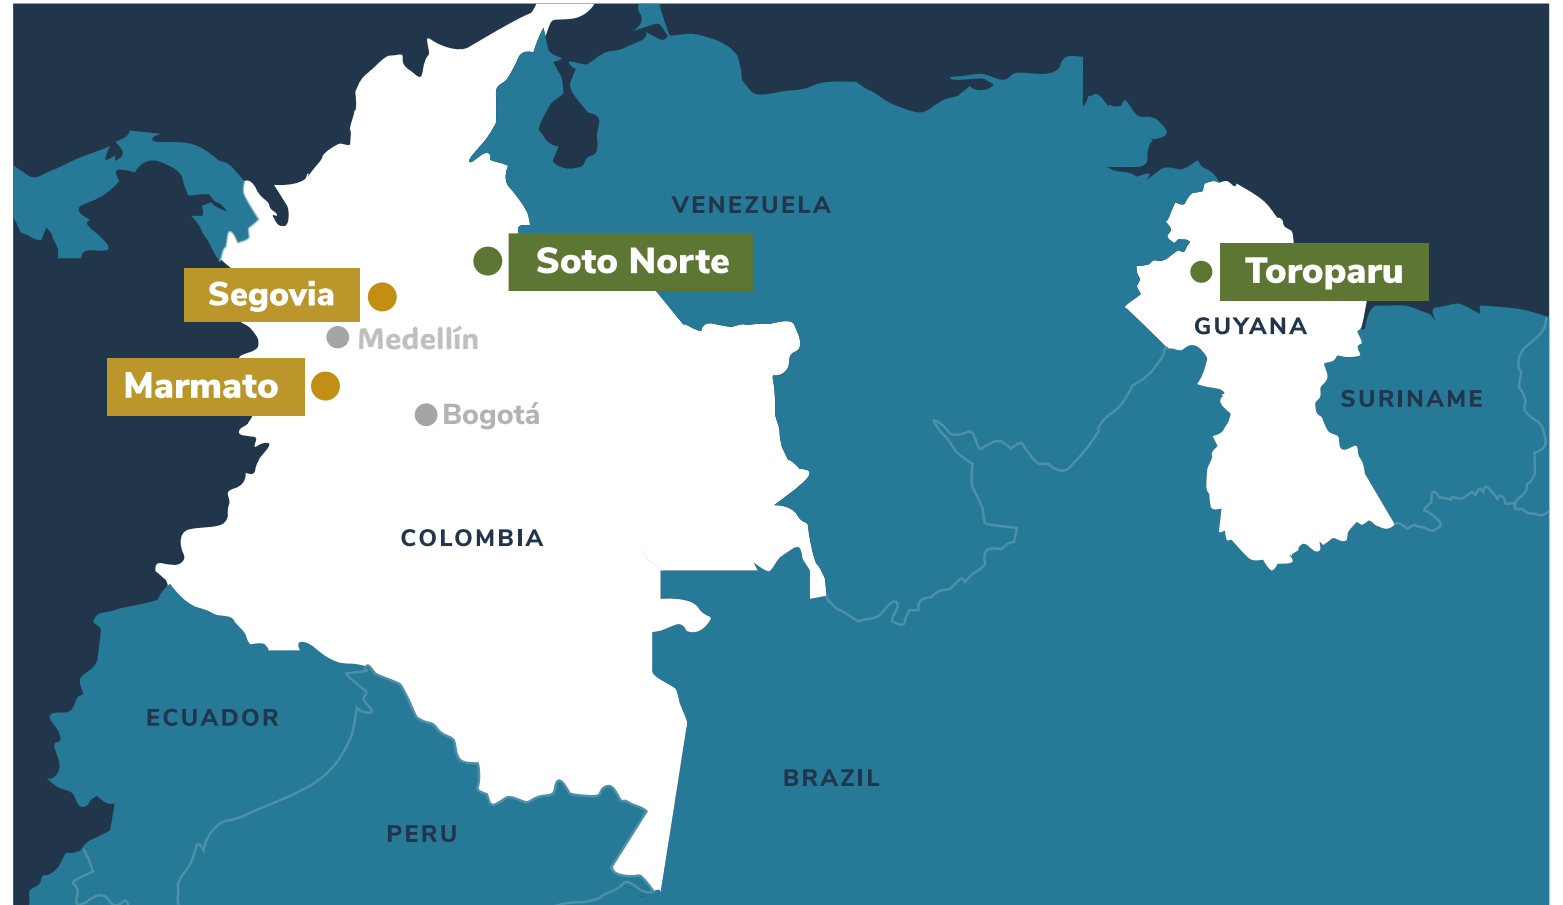 VENEZUELA
Soto Norte
Toroparu
Segovia
GUYANA
Medellín
Marmato
SURINAME
Bogotá
COLOMBIA
ECUADOR
BRAZIL
PERU